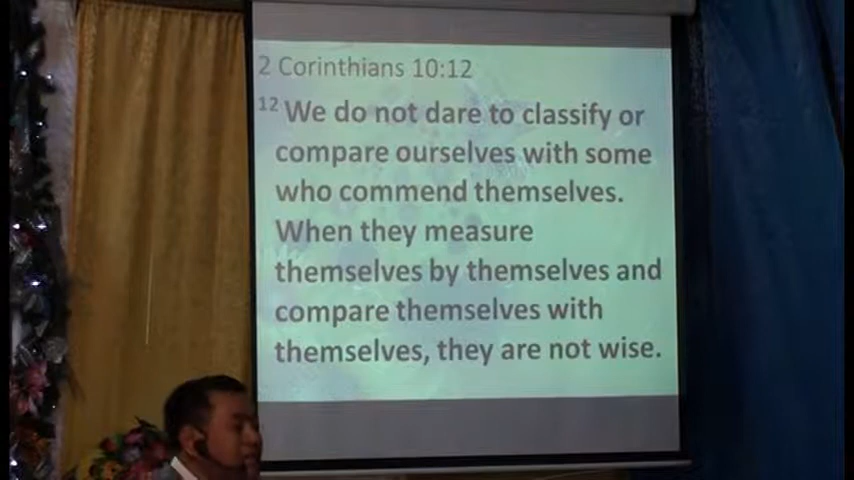 2 Corinthians 10:12
12 We do not dare to classify or
compare ourselves with some
who commend themselves.
When they measure
themselves by themselves and
compare themselves with
themselves, they are not wise.